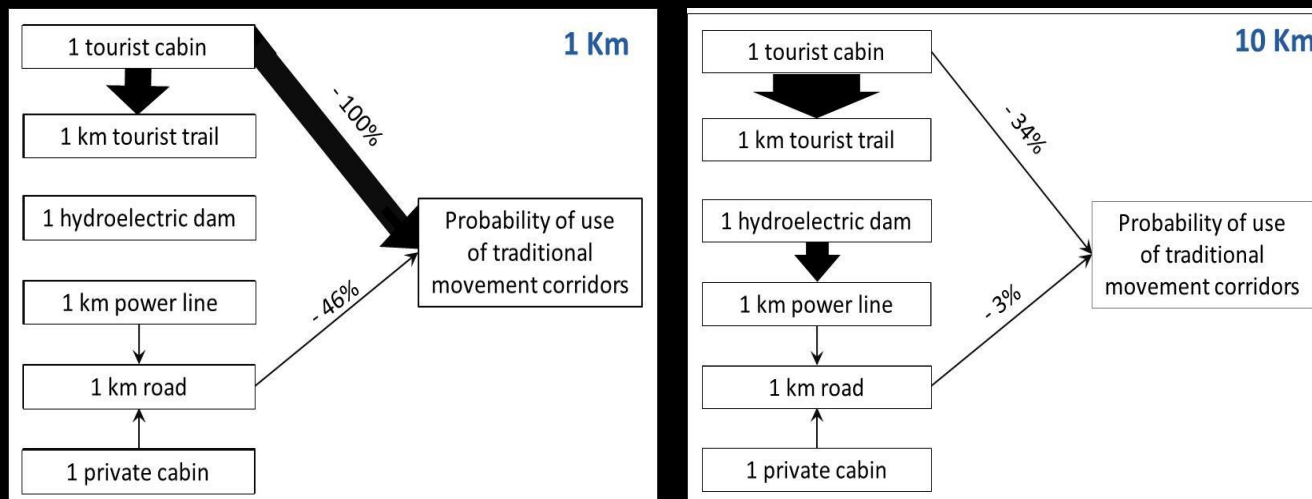 1 Km
1 tourist cabin
- 100%
1 km tourist trail
1 hydroelectric dam
Probability of use
of traditional
movement corridors
1 km power line
- 46%
1 km road
1 private cabin
10 Km
1 tourist cabin
- 34%
1 km tourist trail
1 hydroelectric dam
Probability of use
of traditional
movement corridors
1 km power line
- 3%
1 km road
1 private cabin